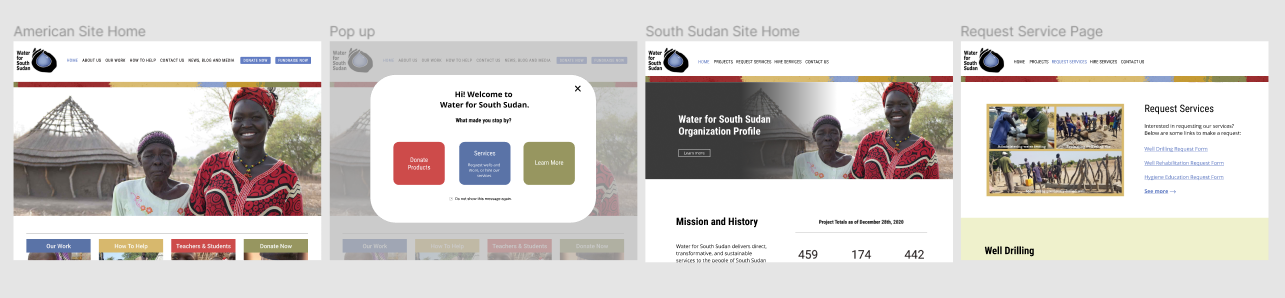 American Site Home
Water
for
South
Sudan
HOME ABOUT US OUR WORK HOW TO HELP CONTACT US NEWS, BLOG AND MEDIA DONATE NOW FUNDRAISE NOW
Our Work
How To Help
Teachers & Students
Donate Now
Pop up
Water
for
South
Sudan
HOME ABOUT US OUR WORK HOW TO HELP CONTACT US NEWS, BLOG AND MEDIA DONATE NOW FUNDRAISE NOW
Hi! Welcome to
Water for South Sudan.
What made you stop by?
Donate
Products
Services
Request wells and
more, or hire our
services
Learn More
Do not show this message again.
Our Work
How To Help
Teachers & Students
Donate Now
South Sudan Site Home
Water
for
South
Sudan
HOME PROJECTS REQUEST SERVICES HIRE SERVICES CONTACT US
Water for South Sudan
Organization Profile
Learn more
Mission and History
Water for South Sudan delivers direct,
transformative, and sustainable
services to the people of South Sudan
Project Totals as of December 28th, 2020
459 174 442
Request Service Page
Water
for
South
Sudan
HOME PROJECTS REQUEST SERVICES HIRE SERVICES CONTACT US
Request Services
Interested in requesting our services?
Below are some links to make a request:
Well Drilling Request Form
Well Rehabilitation Request Form
Hygiene Education Request Form
See more →
Well Drilling